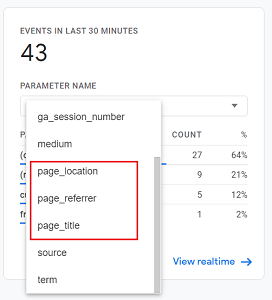 EVENTS IN LAST 30 MINUTES
43
PARAMETER NAME
COUNT %
27 64%
9 21%
5 12%
1 2%
ga_session_number
medium
page_location
page_referrer
page_title
source
term
View realtime